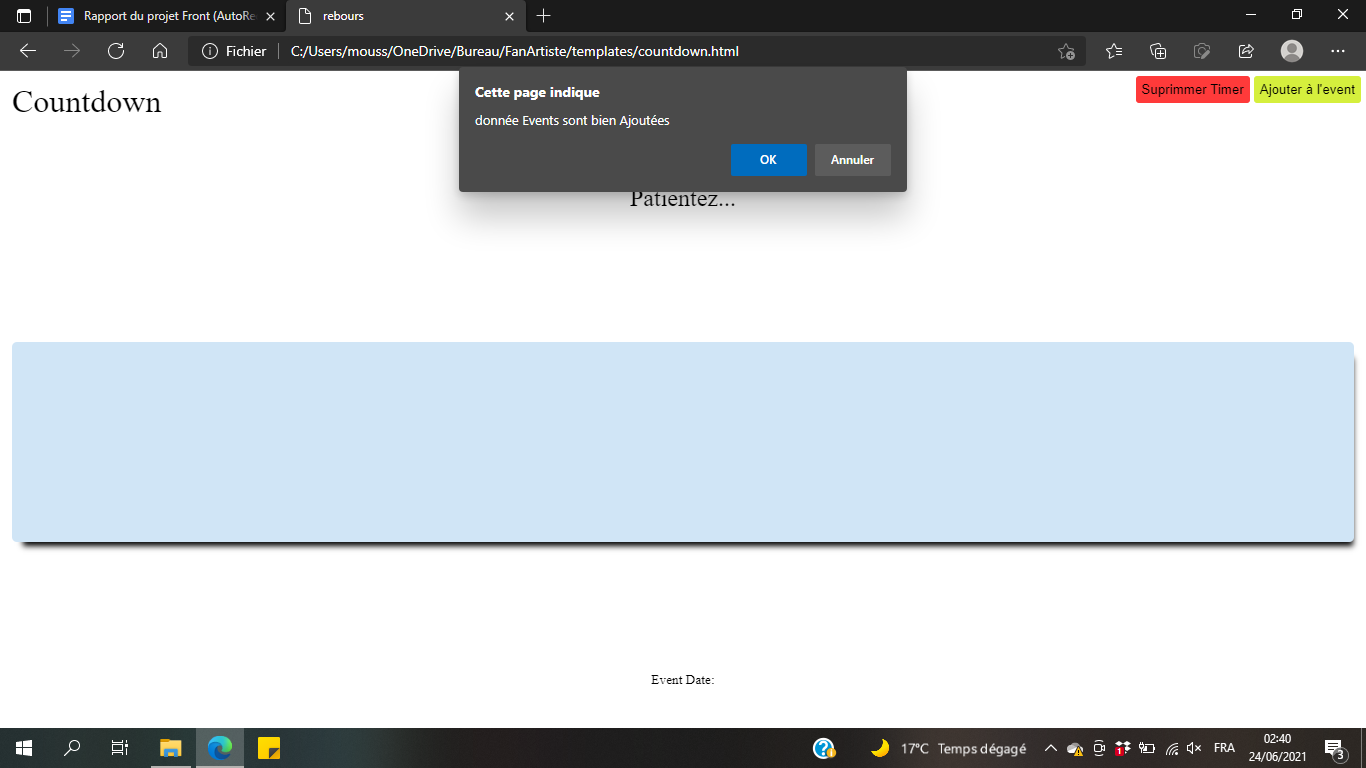 Rapport du projet Front (AutoRe
rebours
Fichier
C:/Users/mouss/OneDrive/Bureau/FanArtiste/templates/countdown.html
Countdown
Cette page indique
donnée Events sont bien Ajoutées
OK
Annuler
Suprimmer Timer
Ajouter à l'event
Patientez...
Event Date:
17°C Temps dégagé
FRA
02:40
24/06/2021
3